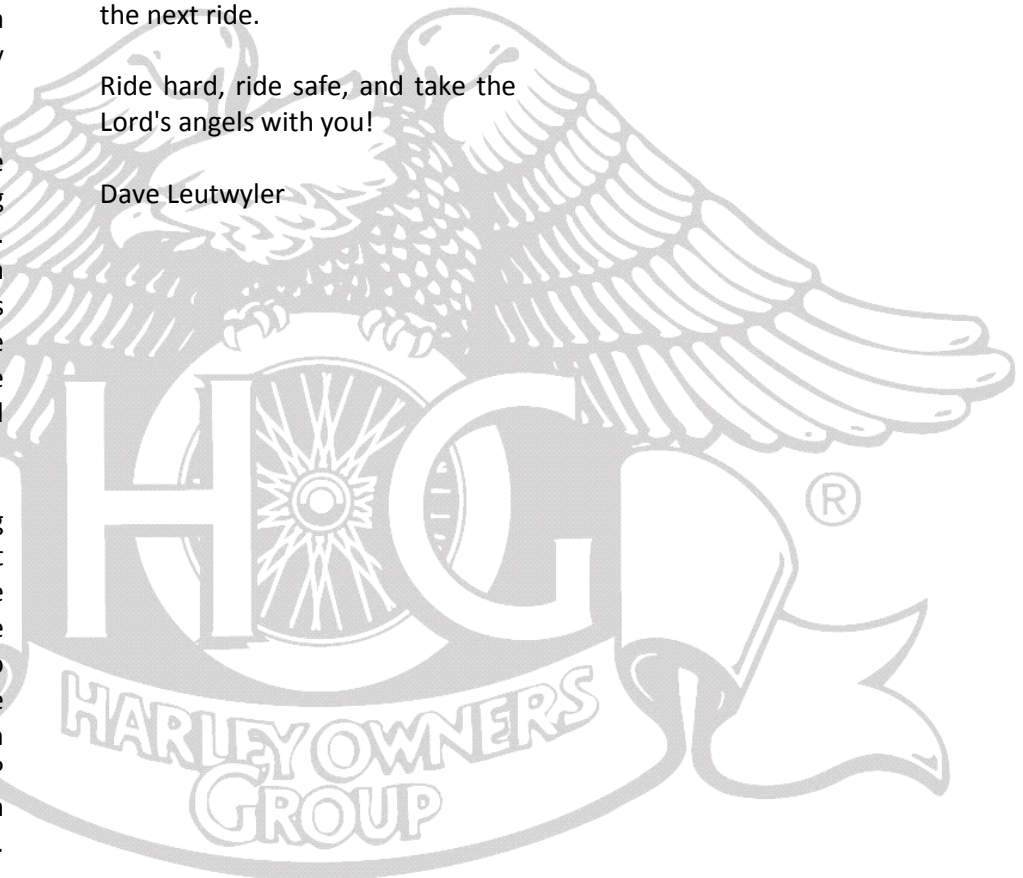 the next ride.
Ride hard, ride safe, and take the
Lord's angels with you!
Dave Leutwyler
HOG
®
HARLEY OWNERS
GROUP